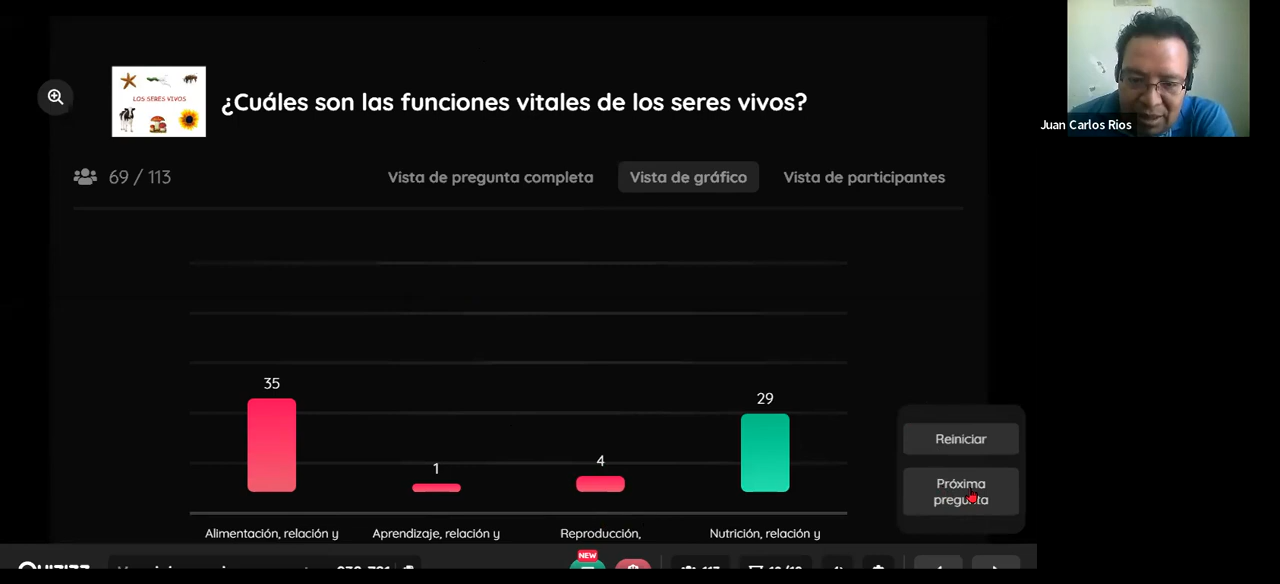 LOS SERES VIVOS
¿Cuáles son las funciones vitales de los seres vivos?
Juan Carlos Rios
69 / 113
Vista de pregunta completa
Vista de gráfico
Vista de participantes
35
1
4
29
Reiniciar
Próxima
pregunta
Alimentación, relación y
Aprendizaje, relación y
Reproducción,
Nutrición, relación y
NEW